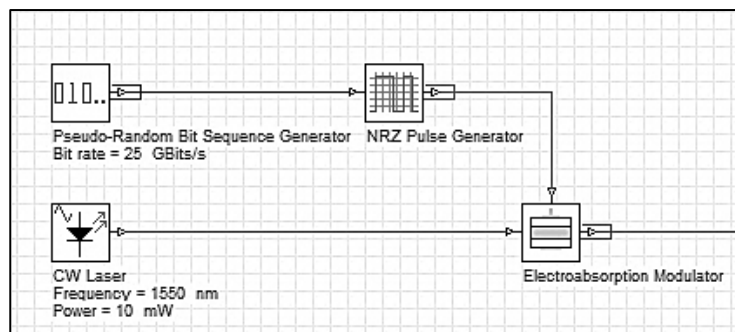 010..
Pseudo-Random Bit Sequence Generator
Bit rate = 25 GBits/s
NRZ Pulse Generator
CW Laser
Frequency = 1550 nm
Power = 10 mW
Electroabsorption Modulator